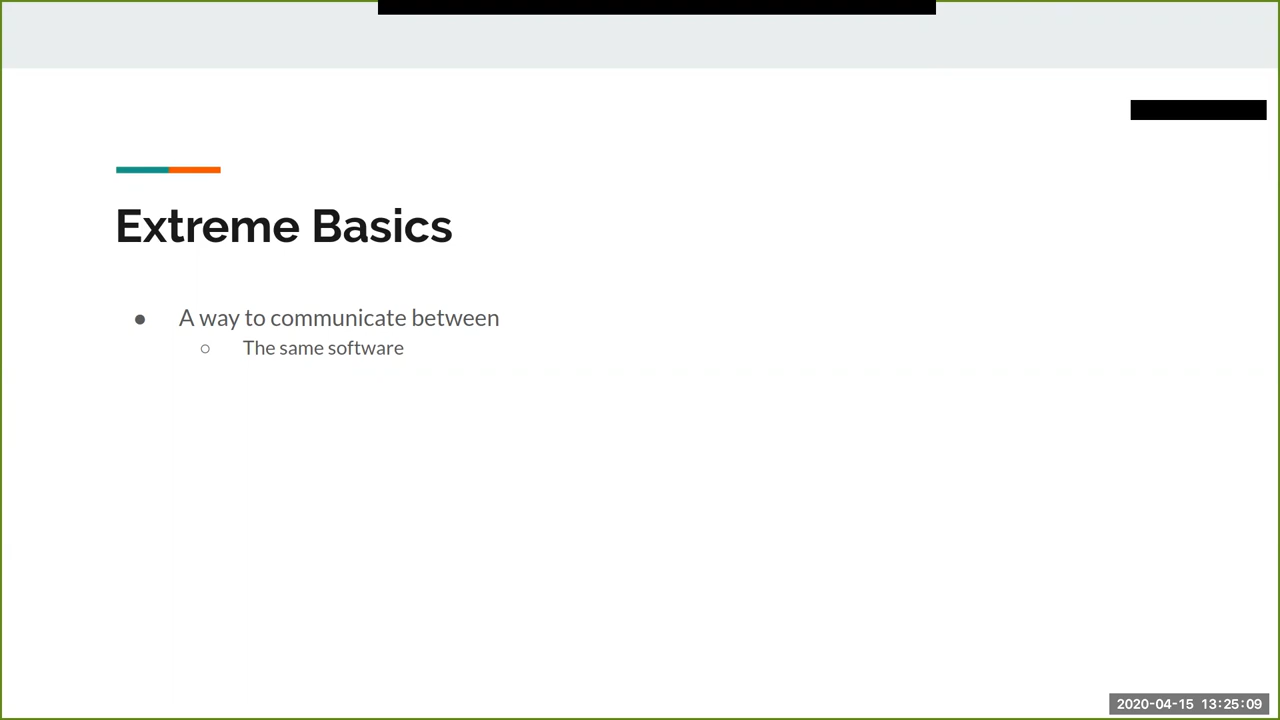 Extreme Basics
● A way to communicate between
○ The same software
2020-04-15 13:25:09